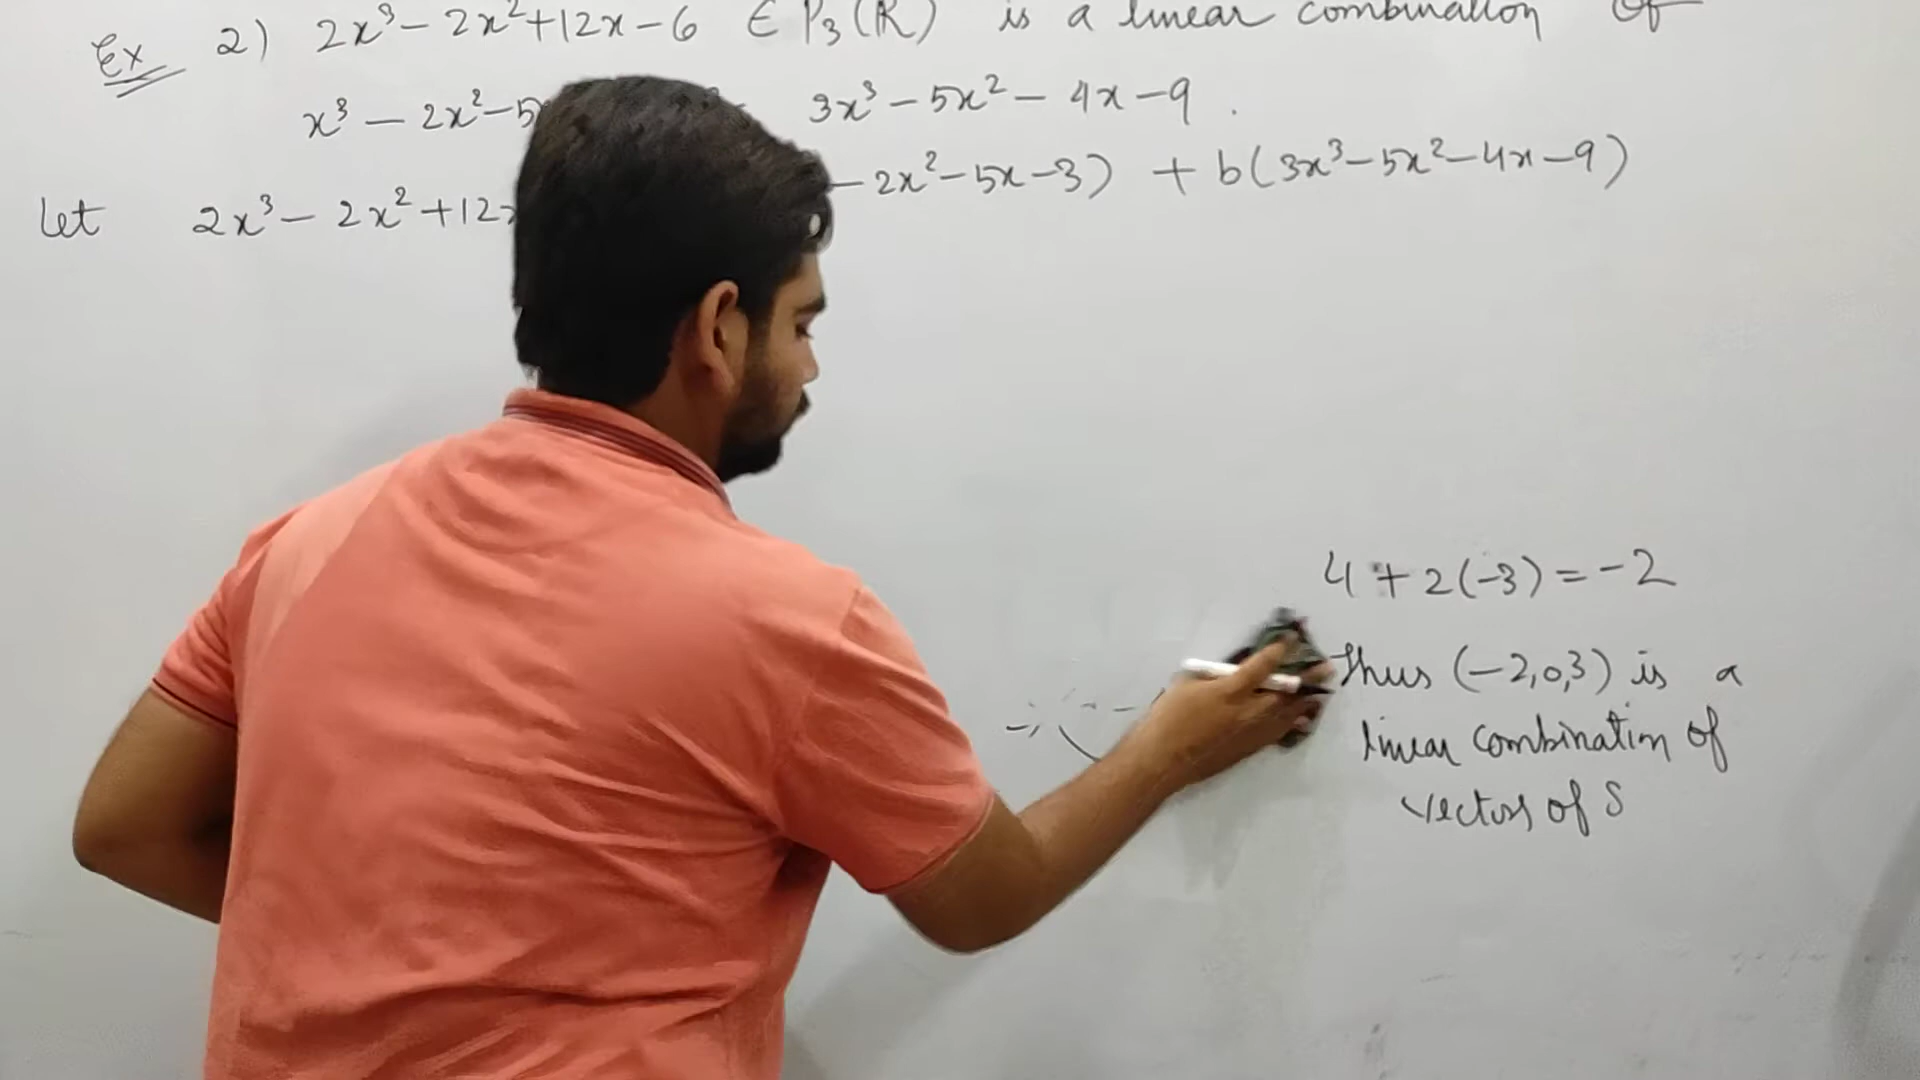 Ex 2) 2x³ - 2x² + 12x - 6 ∈ P₃(R) is a linear combination of
x³ - 2x² - 5 3x³ - 5x² - 4x - 9.
Let 2x³ - 2x² + 12x - 2x² - 5x - 3) + b(3x³ - 5x² - 4x - 9)
4 + 2(-3) = -2
Thus (-2,0,3) is a
linear combination of
vectors of S